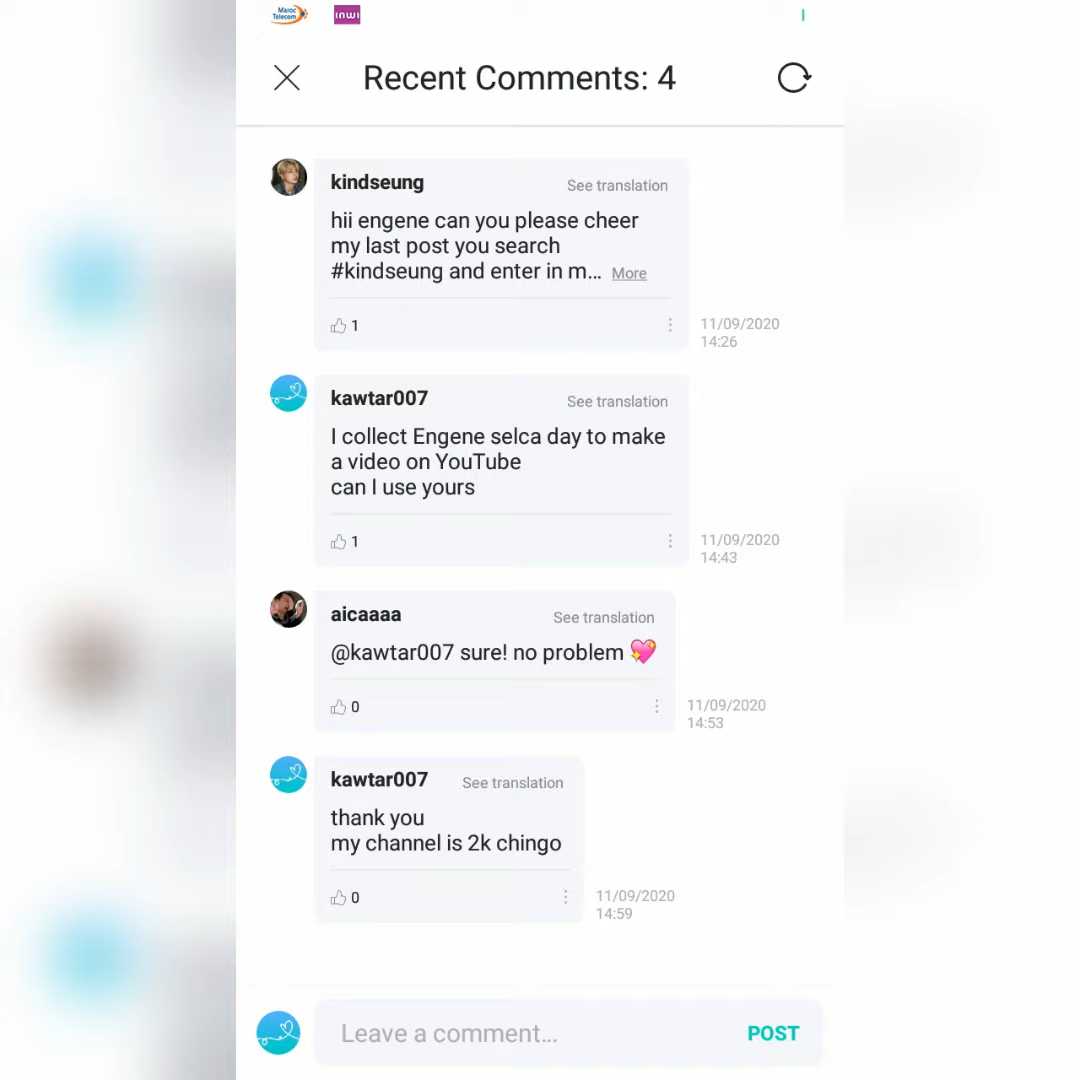 Maroc
Telecom
inwi
Recent Comments: 4
kindseung
See translation
hii engene can you please cheer
my last post you search
#kindseung and enter in m... More
1
11/09/2020
14:26
kawtar007
See translation
I collect Engene selca day to make
a video on YouTube
can I use yours
1
11/09/2020
14:43
aicaaaa
See translation
@kawtar007 sure! no problem 💖
0
11/09/2020
14:53
kawtar007
See translation
thank you
my channel is 2k chingo
0
11/09/2020
14:59
Leave a comment...
POST